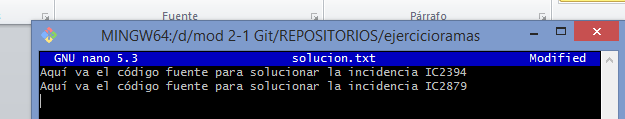 Fuente
Párrafo
MINGW64:/d/mod 2-1 Git/REPOSITORIOS/ejercicioramas
GNU nano 5.3 solucion.txt Modified
Aquí va el código fuente para solucionar la incidencia IC2394
Aquí va el código fuente para solucionar la incidencia IC2879